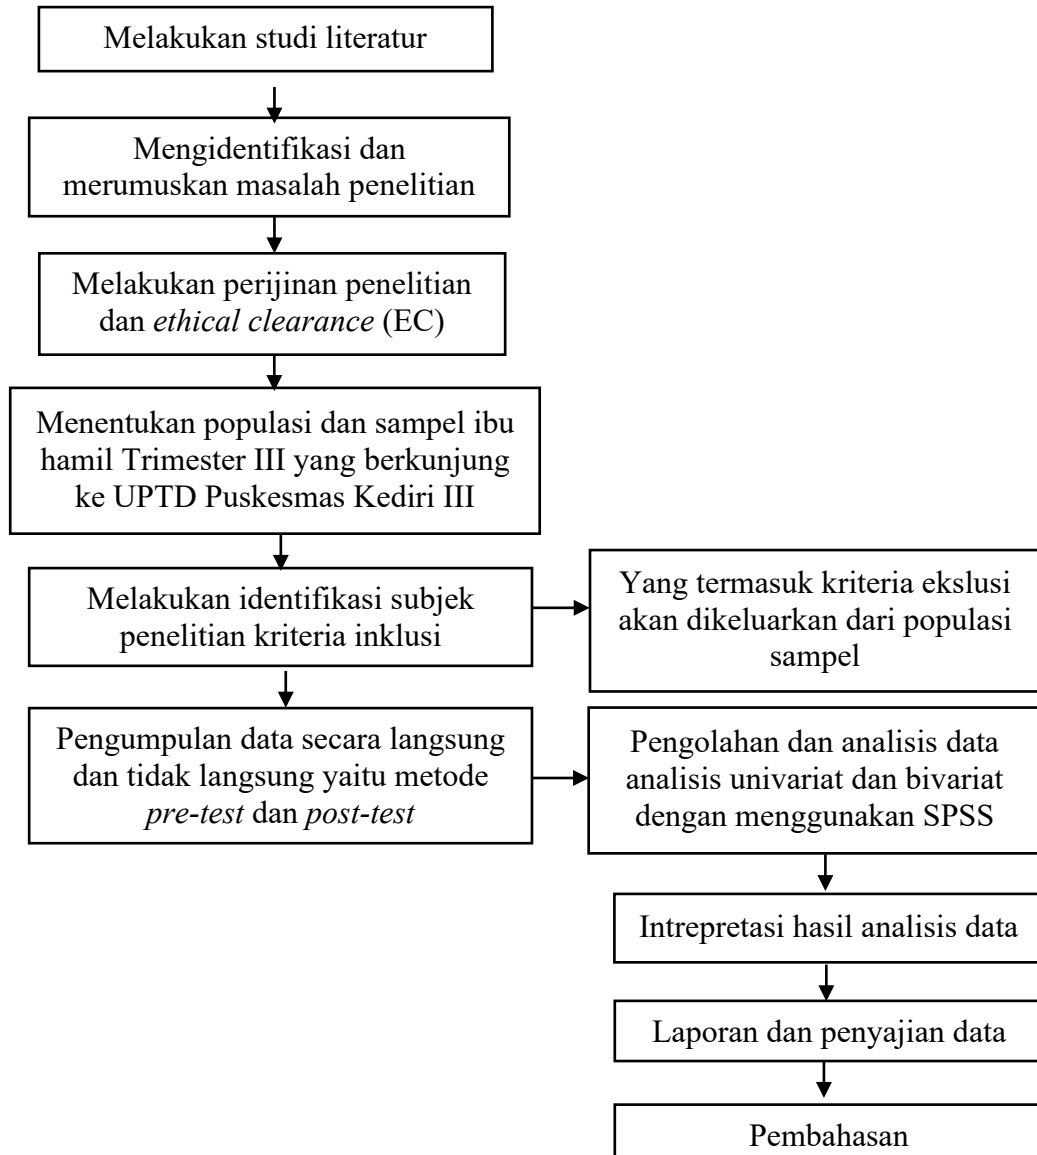 Melakukan studi literatur
Mengidentifikasi dan
merumuskan masalah penelitian
Melakukan perijinan penelitian
dan ethical clearance (EC)
Menentukan populasi dan sampel ibu
hamil Trimester III yang berkunjung
ke UPTD Puskesmas Kediri III
Melakukan identifikasi subjek
penelitian kriteria inklusi
Yang termasuk kriteria ekslusi
akan dikeluarkan dari populasi
sampel
Pengumpulan data secara langsung
dan tidak langsung yaitu metode
pre-test dan post-test
Pengolahan dan analisis data
analisis univariat dan bivariat
dengan menggunakan SPSS
Intrepretasi hasil analisis data
Laporan dan penyajian data
Pembahasan